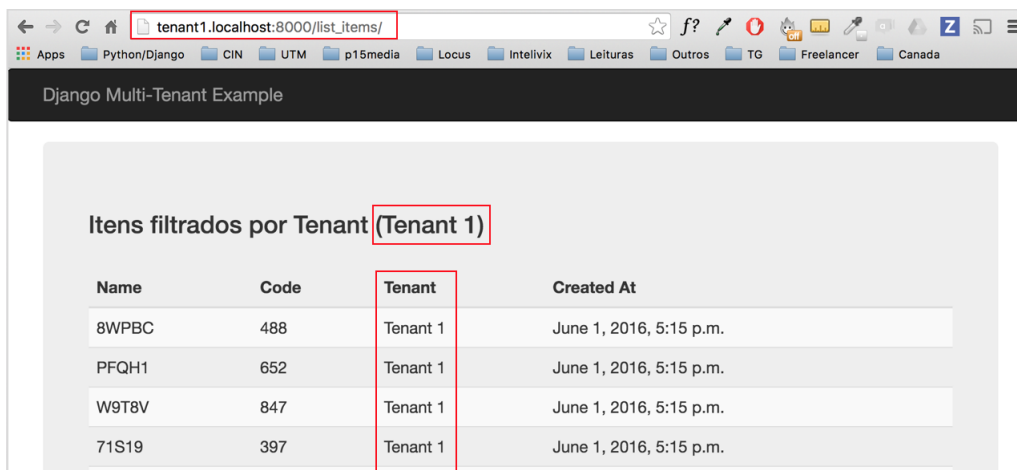 tenant1.localhost:8000/list_items/
f?
off
Z
Apps Python/Django CIN UTM p15media Locus Intelivix Leituras Outros TG Freelancer Canada
Django Multi-Tenant Example
Itens filtrados por Tenant (Tenant 1)
Name Code Tenant Created At
8WPBC 488 Tenant 1 June 1, 2016, 5:15 p.m.
PFQH1 652 Tenant 1 June 1, 2016, 5:15 p.m.
W9T8V 847 Tenant 1 June 1, 2016, 5:15 p.m.
71S19 397 Tenant 1 June 1, 2016, 5:15 p.m.